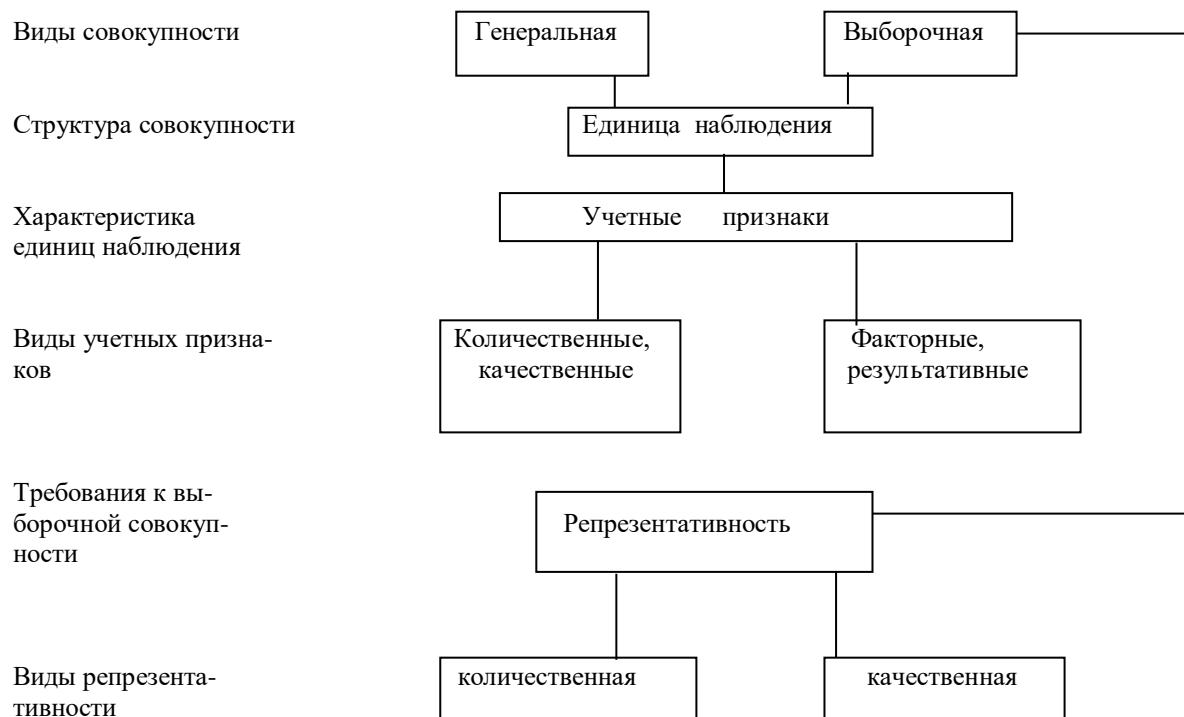 Виды совокупности
Генеральная
Выборочная
Структура совокупности
Единица наблюдения
Характеристика
единиц наблюдения
Учетные признаки
Виды учетных призна-
ков
Количественные,
качественные
Факторные,
результативные
Требования к вы-
борочной совокуп-
ности
Репрезентативность
Виды репрезента-
тивности
количественная
качественная